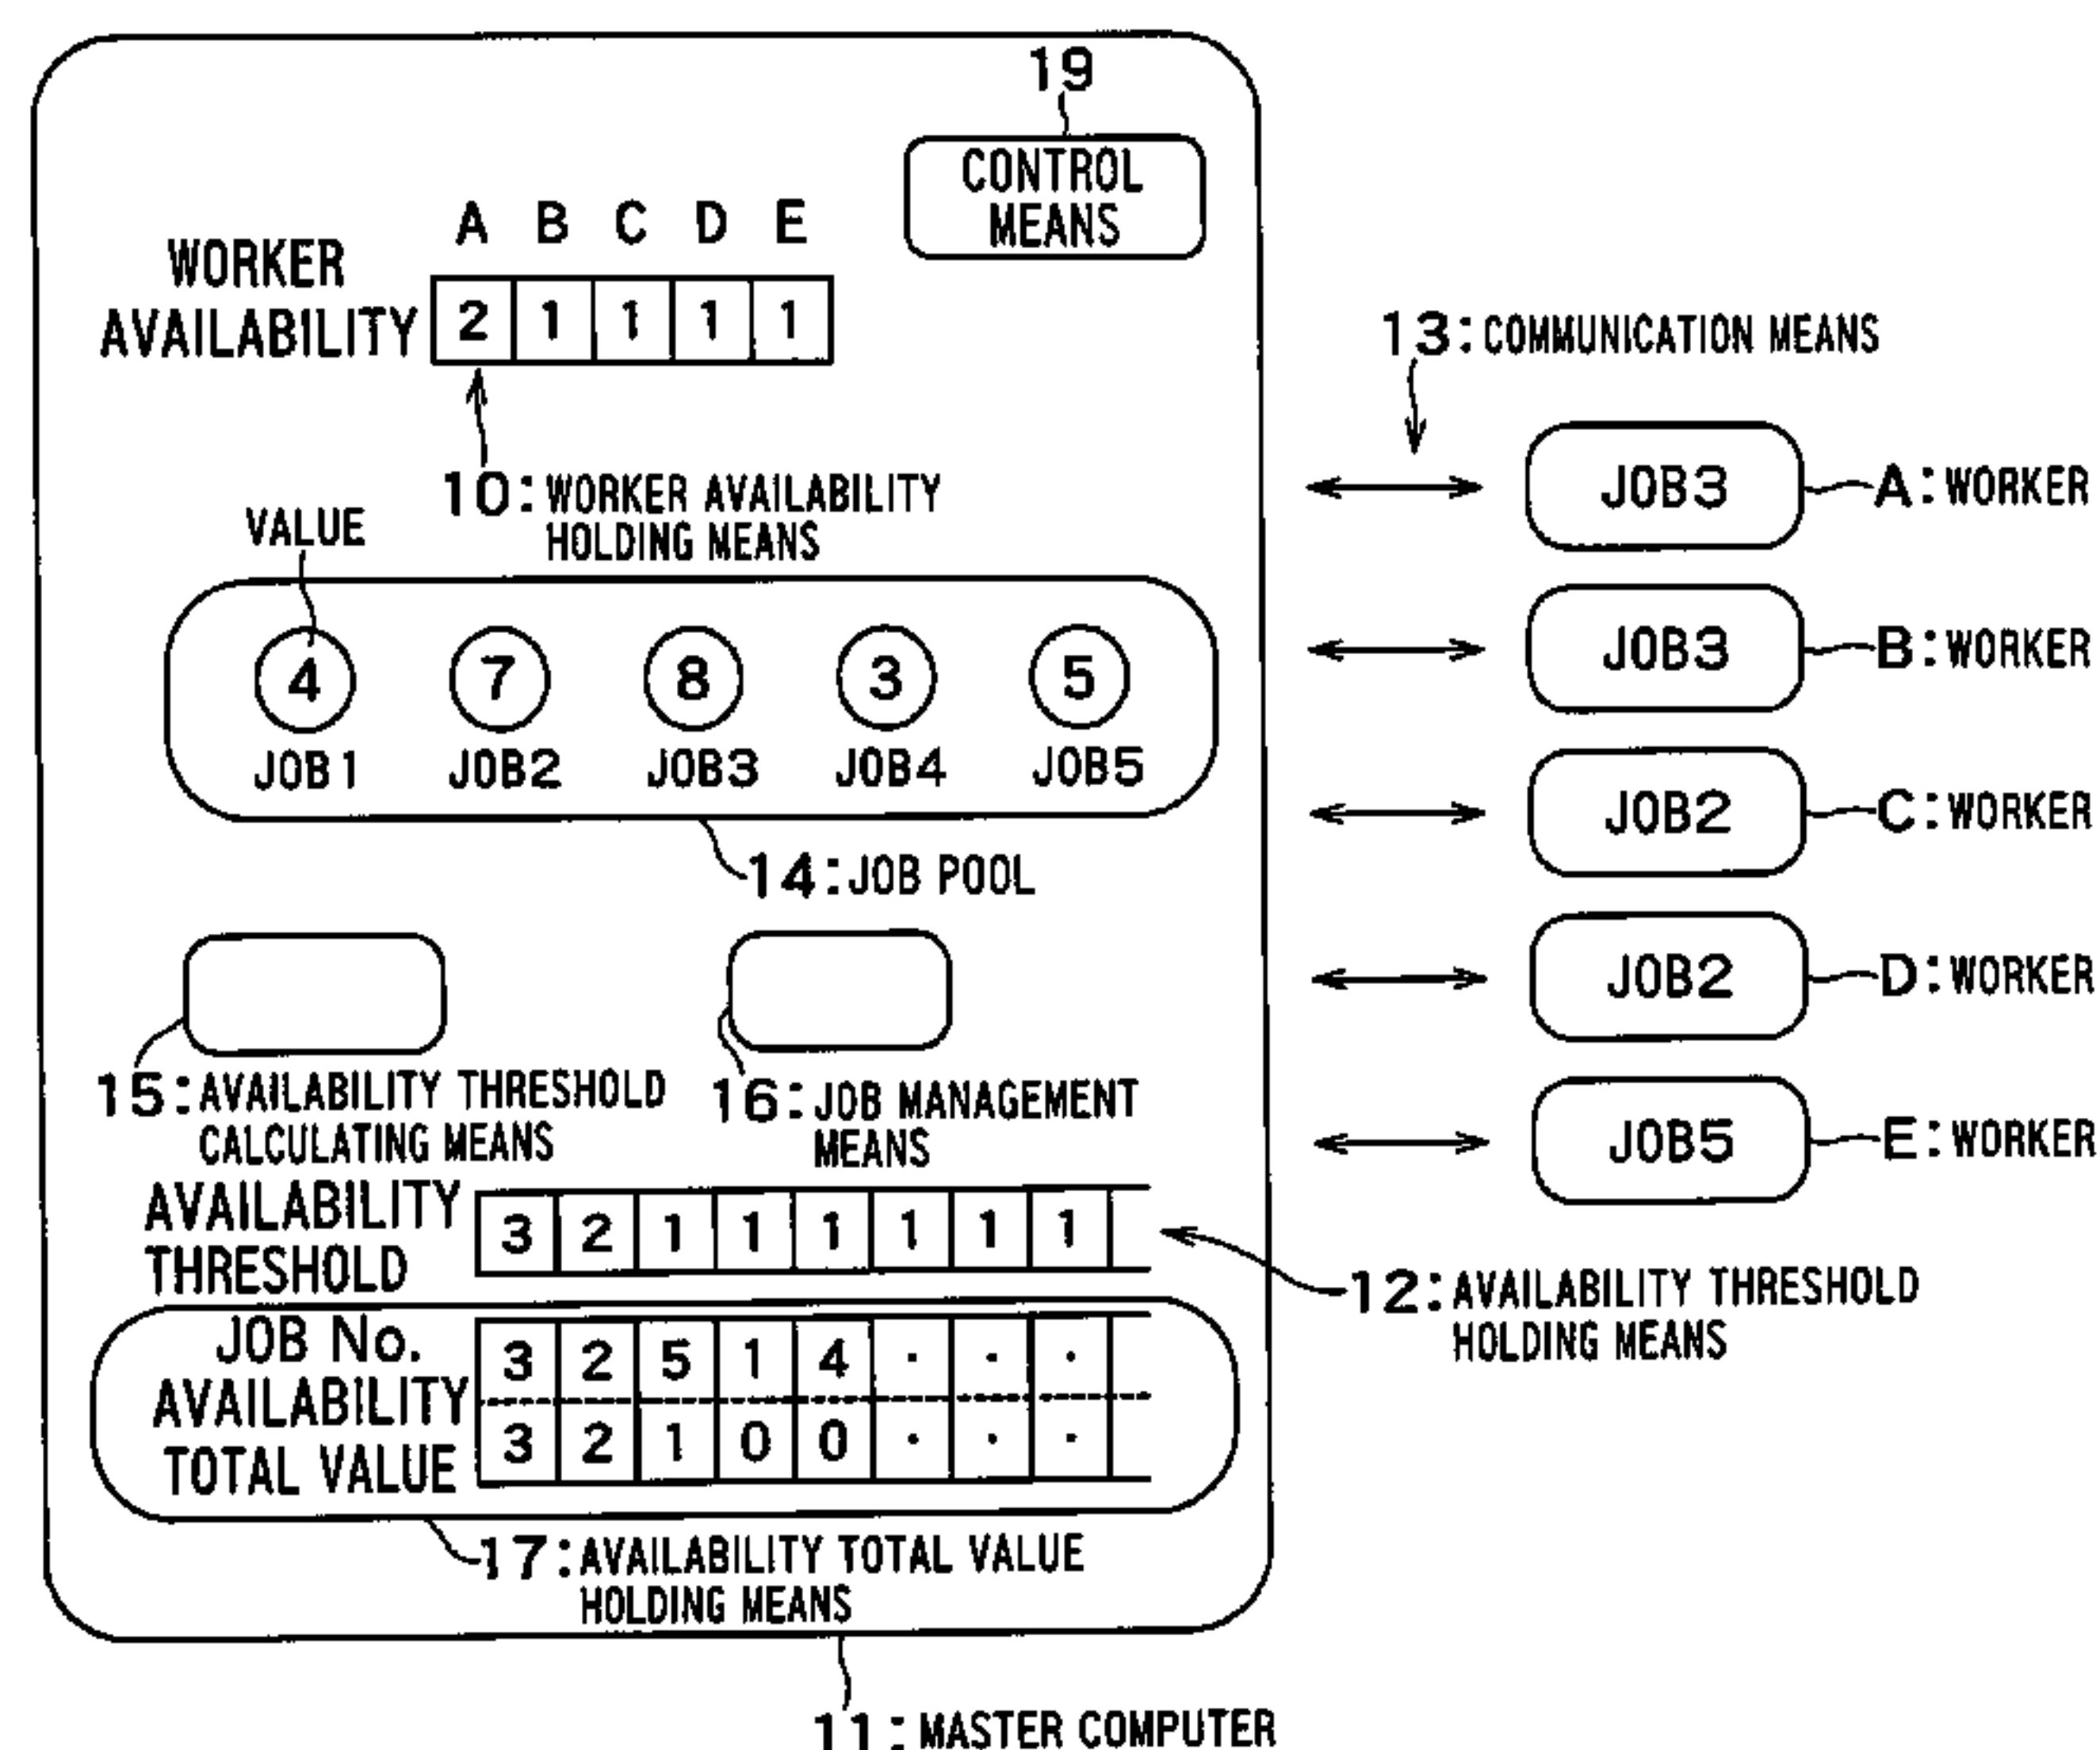 19
CONTROL
MEANS
A B C D E
WORKER
AVAILABILITY
2 1 1 1 1
10:WORKER AVAILABILITY
HOLDING MEANS
VALUE
4 7 8 3 5
JOB1 JOB2 JOB3 JOB4 JOB5
14:JOB POOL
15:AVAILABILITY THRESHOLD
CALCULATING MEANS
16:JOB MANAGEMENT
MEANS
AVAILABILITY
THRESHOLD
3 2 1 1 1 1 1 1
12:AVAILABILITY THRESHOLD
HOLDING MEANS
JOB No.
3 2 5 1 4 · · ·
AVAILABILITY
TOTAL VALUE
3 2 1 0 0 · · ·
17:AVAILABILITY TOTAL VALUE
HOLDING MEANS
11:MASTER COMPUTER
13:COMMUNICATION MEANS
JOB3 A:WORKER
JOB3 B:WORKER
JOB2 C:WORKER
JOB2 D:WORKER
JOB5 E:WORKER